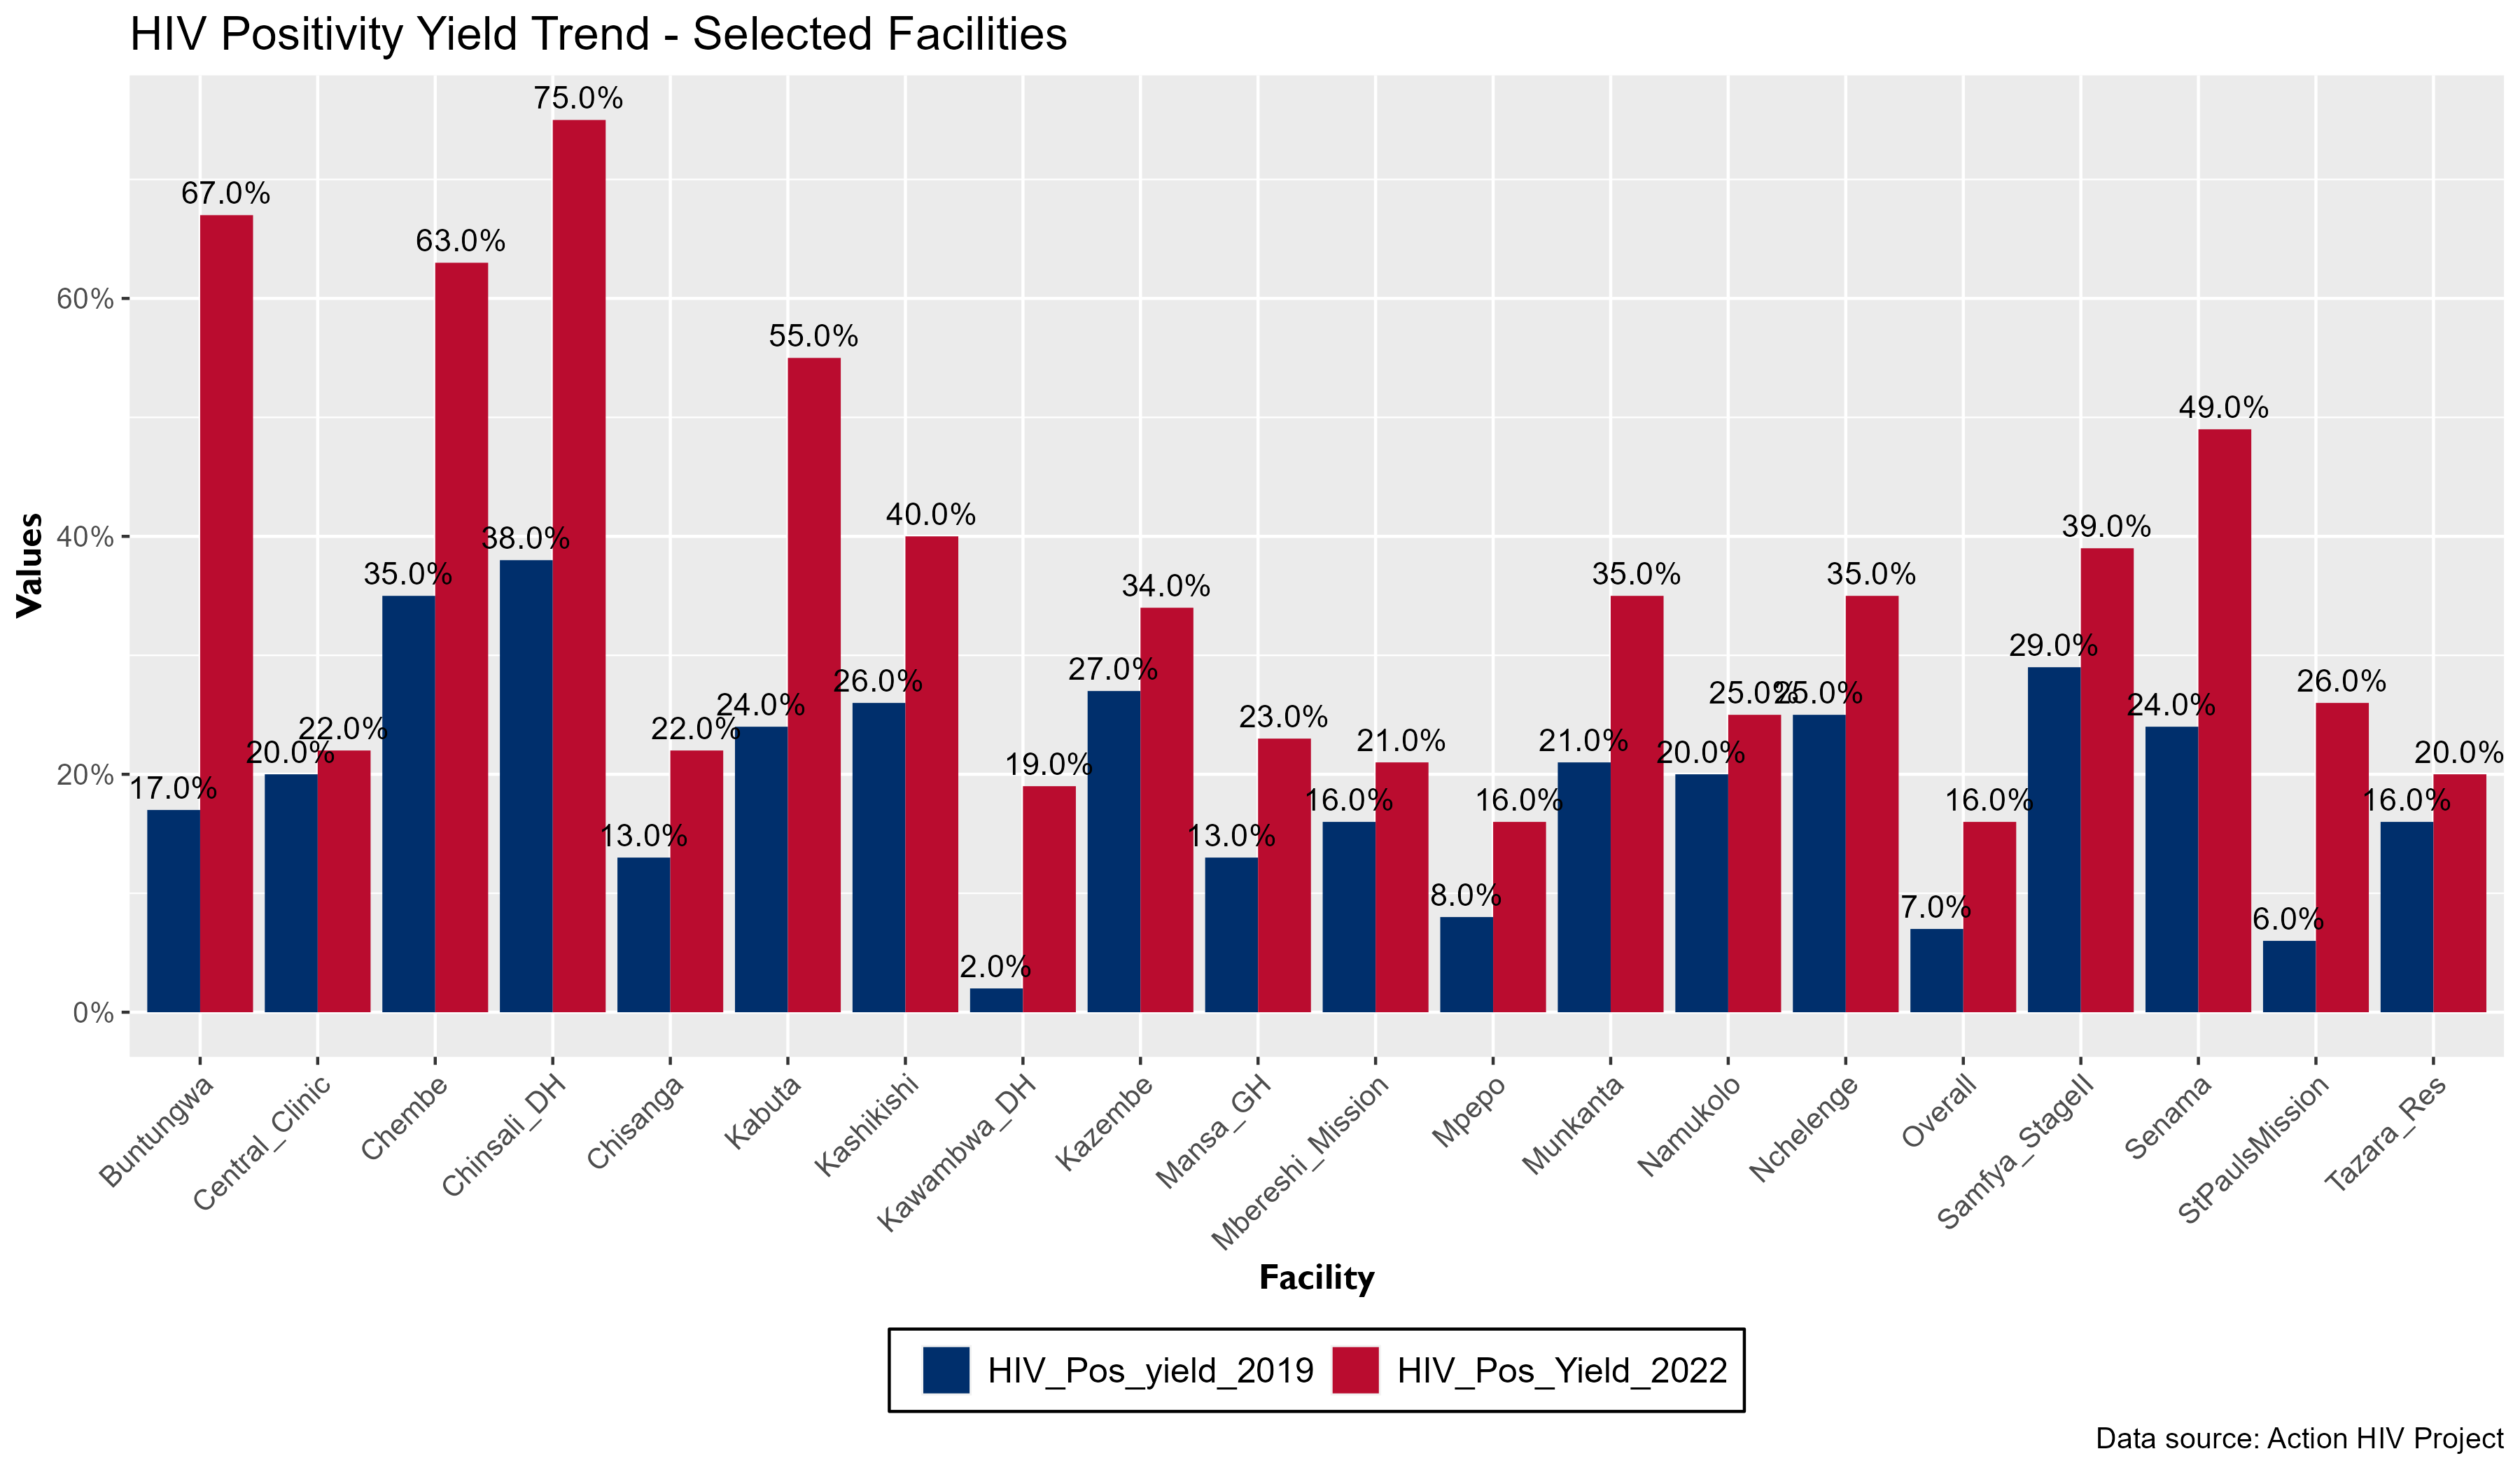 HIV Positivity Yield Trend - Selected Facilities
Values
60%
40%
20%
0%
17.0%
67.0%
20.0%
22.0%
35.0%
63.0%
38.0%
75.0%
13.0%
22.0%
24.0%
55.0%
26.0%
40.0%
2.0%
19.0%
27.0%
34.0%
13.0%
23.0%
16.0%
21.0%
8.0%
16.0%
21.0%
35.0%
20.0%
25.0%
25.0%
35.0%
7.0%
16.0%
29.0%
39.0%
24.0%
49.0%
6.0%
26.0%
16.0%
20.0%
Buntungwa
Central_Clinic
Chembe
Chinsali_DH
Chisanga
Kabuta
Kashikishi
Kawambwa_DH
Kazembe
Mansa_GH
Mbereshi_Mission
Mpepo
Munkanta
Namukolo
Nchelenge
Overall
Samfya_StageII
Senama
StPaulsMission
Tazara_Res
Facility
HIV_Pos_yield_2019
HIV_Pos_Yield_2022
Data source: Action HIV Project